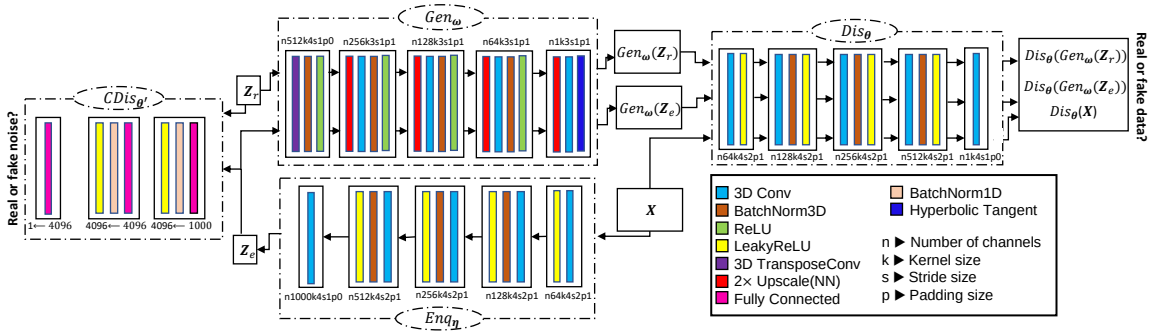 Gen_ω
n512k4s1p0 n256k3s1p1 n128k3s1p1 n64k3s1p1 n1k3s1p1
Gen_ω(Z_r)
Gen_ω(Z_e)
Dis_θ
n64k4s2p1 n128k4s2p1 n256k4s2p1 n512k4s2p1 n1k4s1p0
Dis_θ(Gen_ω(Z_r))
Dis_θ(Gen_ω(Z_e))
Dis_θ(X)
Real or fake data?
Real or fake noise?
CDis_θ′
1← 4096 4096← 4096 4096← 1000
Z_r
Z_e
X
n1000k4s1p0 n512k4s2p1 n256k4s2p1 n128k4s2p1 n64k4s2p1
Enq_η
3D Conv
BatchNorm3D
ReLU
LeakyReLU
3D TransposeConv
2× Upscale(NN)
Fully Connected
BatchNorm1D
Hyperbolic Tangent
n ▶ Number of channels
k ▶ Kernel size
s ▶ Stride size
p ▶ Padding size